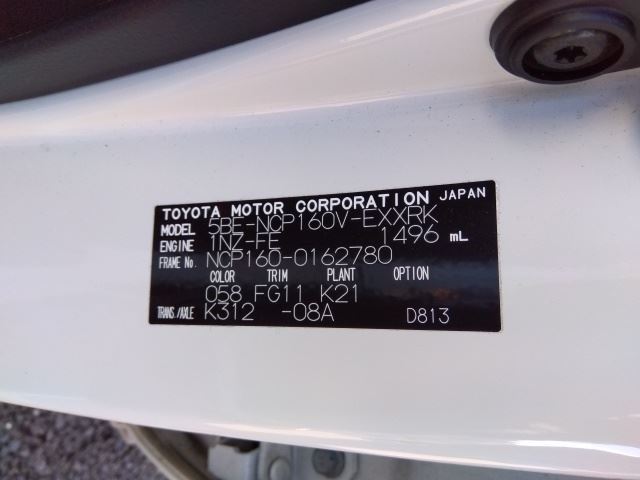 TOYOTA MOTOR CORPORATION JAPAN
MODEL 5BE-NCP160V-EXXRK
ENGINE 1NZ-FE 1496 mL
FRAME No. NCP160-0162780
COLOR TRIM PLANT OPTION
058 FG11 K21
TRANS./AXLE K312 -08A D813